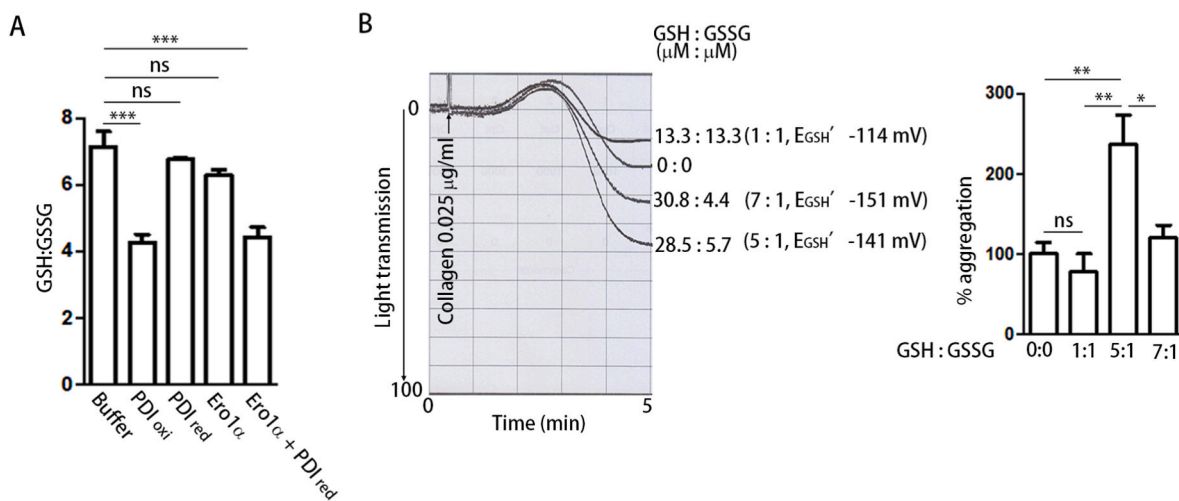 A
***
ns
ns
***
GSH:GSSG
8
6
4
2
0
Buffer
PDI oxi
PDI red
Ero1α
Ero1α + PDI red
B
GSH : GSSG
(μM : μM)
0
Light transmission
100
Collagen 0.025 μg/ml
13.3 : 13.3 (1 : 1, EGSH′ -114 mV)
0 : 0
30.8 : 4.4 (7 : 1, EGSH′ -151 mV)
28.5 : 5.7 (5 : 1, EGSH′ -141 mV)
0
5
Time (min)
**
** *
ns
% aggregation
300
200
100
0
GSH : GSSG 0:0 1:1 5:1 7:1